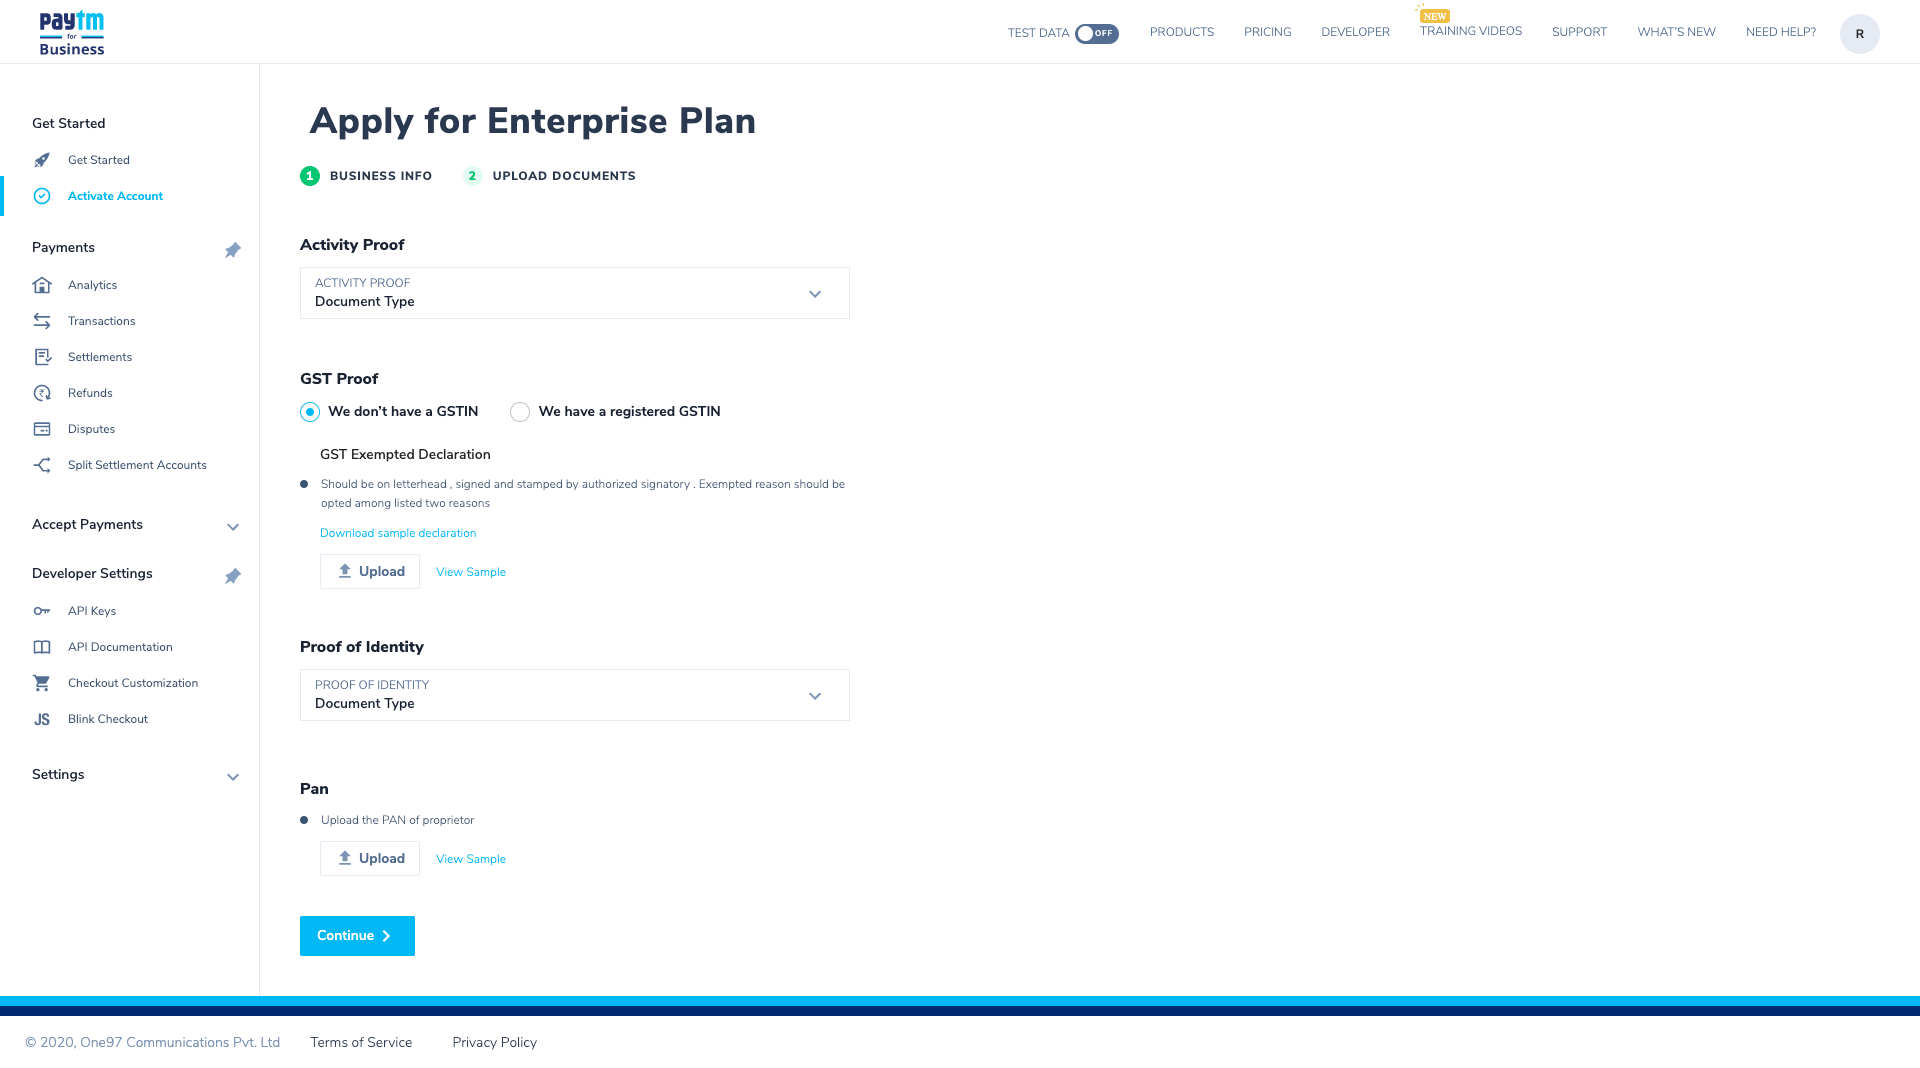 paytm
for
Business
TEST DATA OFF
PRODUCTS
PRICING
DEVELOPER
NEW
TRAINING VIDEOS
SUPPORT
WHAT'S NEW
NEED HELP?
R
Get Started
Get Started
Activate Account
Payments
Analytics
Transactions
Settlements
Refunds
Disputes
Split Settlement Accounts
Accept Payments
Developer Settings
API Keys
API Documentation
Checkout Customization
JS Blink Checkout
Settings
Apply for Enterprise Plan
1 BUSINESS INFO
2 UPLOAD DOCUMENTS
Activity Proof
ACTIVITY PROOF
Document Type
GST Proof
We don't have a GSTIN
We have a registered GSTIN
GST Exempted Declaration
Should be on letterhead , signed and stamped by authorized signatory . Exempted reason should be
opted among listed two reasons
Download sample declaration
Upload
View Sample
Proof of Identity
PROOF OF IDENTITY
Document Type
Pan
Upload the PAN of proprietor
Upload
View Sample
Continue
© 2020, One97 Communications Pvt. Ltd
Terms of Service
Privacy Policy